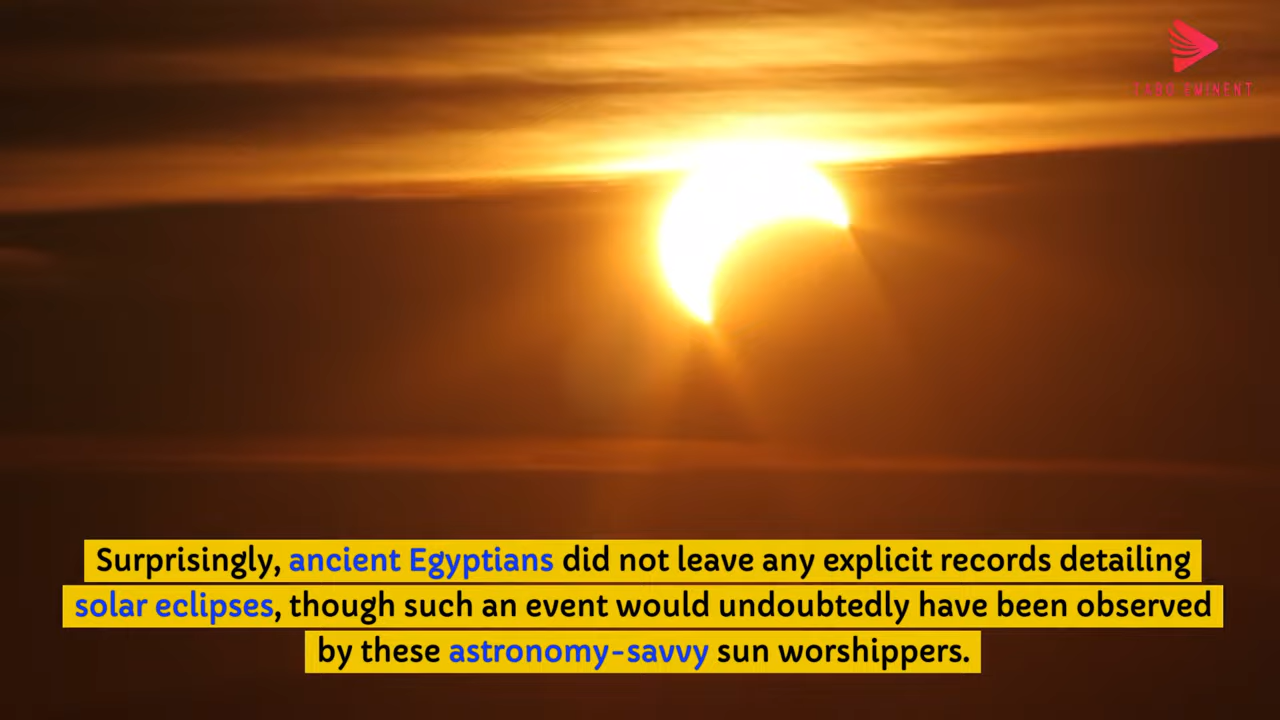 EMINENT
Surprisingly, ancient Egyptians did not leave any explicit records detailing
solar eclipses, though such an event would undoubtedly have been observed
by these astronomy-savvy sun worshippers.